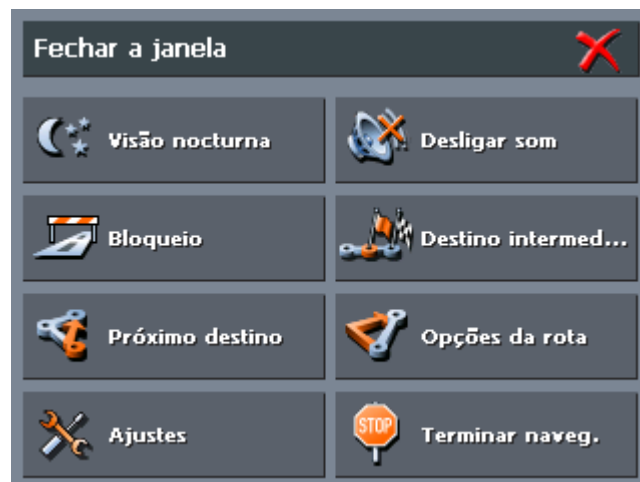 Fechar a janela
Visão nocturna
Desligar som
Bloqueio
Destino intermed...
Próximo destino
Opções da rota
Ajustes
STOP
Terminar naveg.